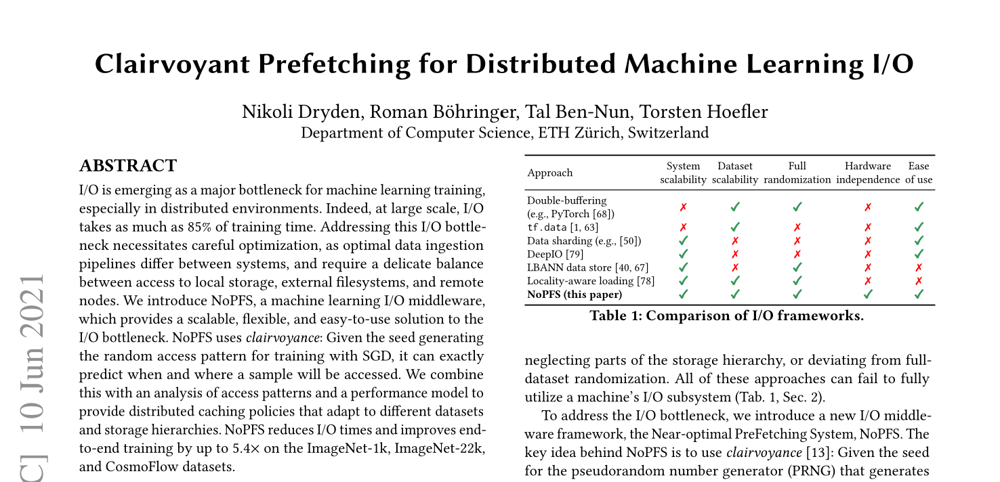 Clairvoyant Prefetching for Distributed Machine Learning I/O
Nikoli Dryden, Roman Böhringer, Tal Ben-Nun, Torsten Hoefler
Department of Computer Science, ETH Zürich, Switzerland
ABSTRACT
I/O is emerging as a major bottleneck for machine learning training,
especially in distributed environments. Indeed, at large scale, I/O
takes as much as 85% of training time. Addressing this I/O bottle-
neck necessitates careful optimization, as optimal data ingestion
pipelines differ between systems, and require a delicate balance
between access to local storage, external filesystems, and remote
nodes. We introduce NoPFS, a machine learning I/O middleware,
which provides a scalable, flexible, and easy-to-use solution to the
I/O bottleneck. NoPFS uses clairvoyance: Given the seed generating
the random access pattern for training with SGD, it can exactly
predict when and where a sample will be accessed. We combine
this with an analysis of access patterns and a performance model to
provide distributed caching policies that adapt to different datasets
and storage hierarchies. NoPFS reduces I/O times and improves end-
to-end training by up to 5.4× on the ImageNet-1k, ImageNet-22k,
and CosmoFlow datasets.
Approach System scalability Dataset scalability Full randomization Hardware independence Ease of use
Double-buffering
(e.g., PyTorch [68]) ✗ ✓ ✓ ✗ ✓
tf.data [1, 63] ✗ ✓ ✗ ✗ ✓
Data sharding (e.g., [50]) ✓ ✗ ✗ ✗ ✓
DeepIO [79] ✓ ✗ ✗ ✗ ✓
LBANN data store [40, 67] ✓ ✗ ✓ ✗ ✗
Locality-aware loading [78] ✓ ✓ ✓ ✗ ✗
NoPFS (this paper) ✓ ✓ ✓ ✓ ✓
Table 1: Comparison of I/O frameworks.
neglecting parts of the storage hierarchy, or deviating from full-
dataset randomization. All of these approaches can fail to fully
utilize a machine's I/O subsystem (Tab. 1, Sec. 2).
To address the I/O bottleneck, we introduce a new I/O middle-
ware framework, the Near-optimal PreFetching System, NoPFS. The
key idea behind NoPFS is to use clairvoyance [13]: Given the seed
for the pseudorandom number generator (PRNG) that generates
C] 10 Jun 2021